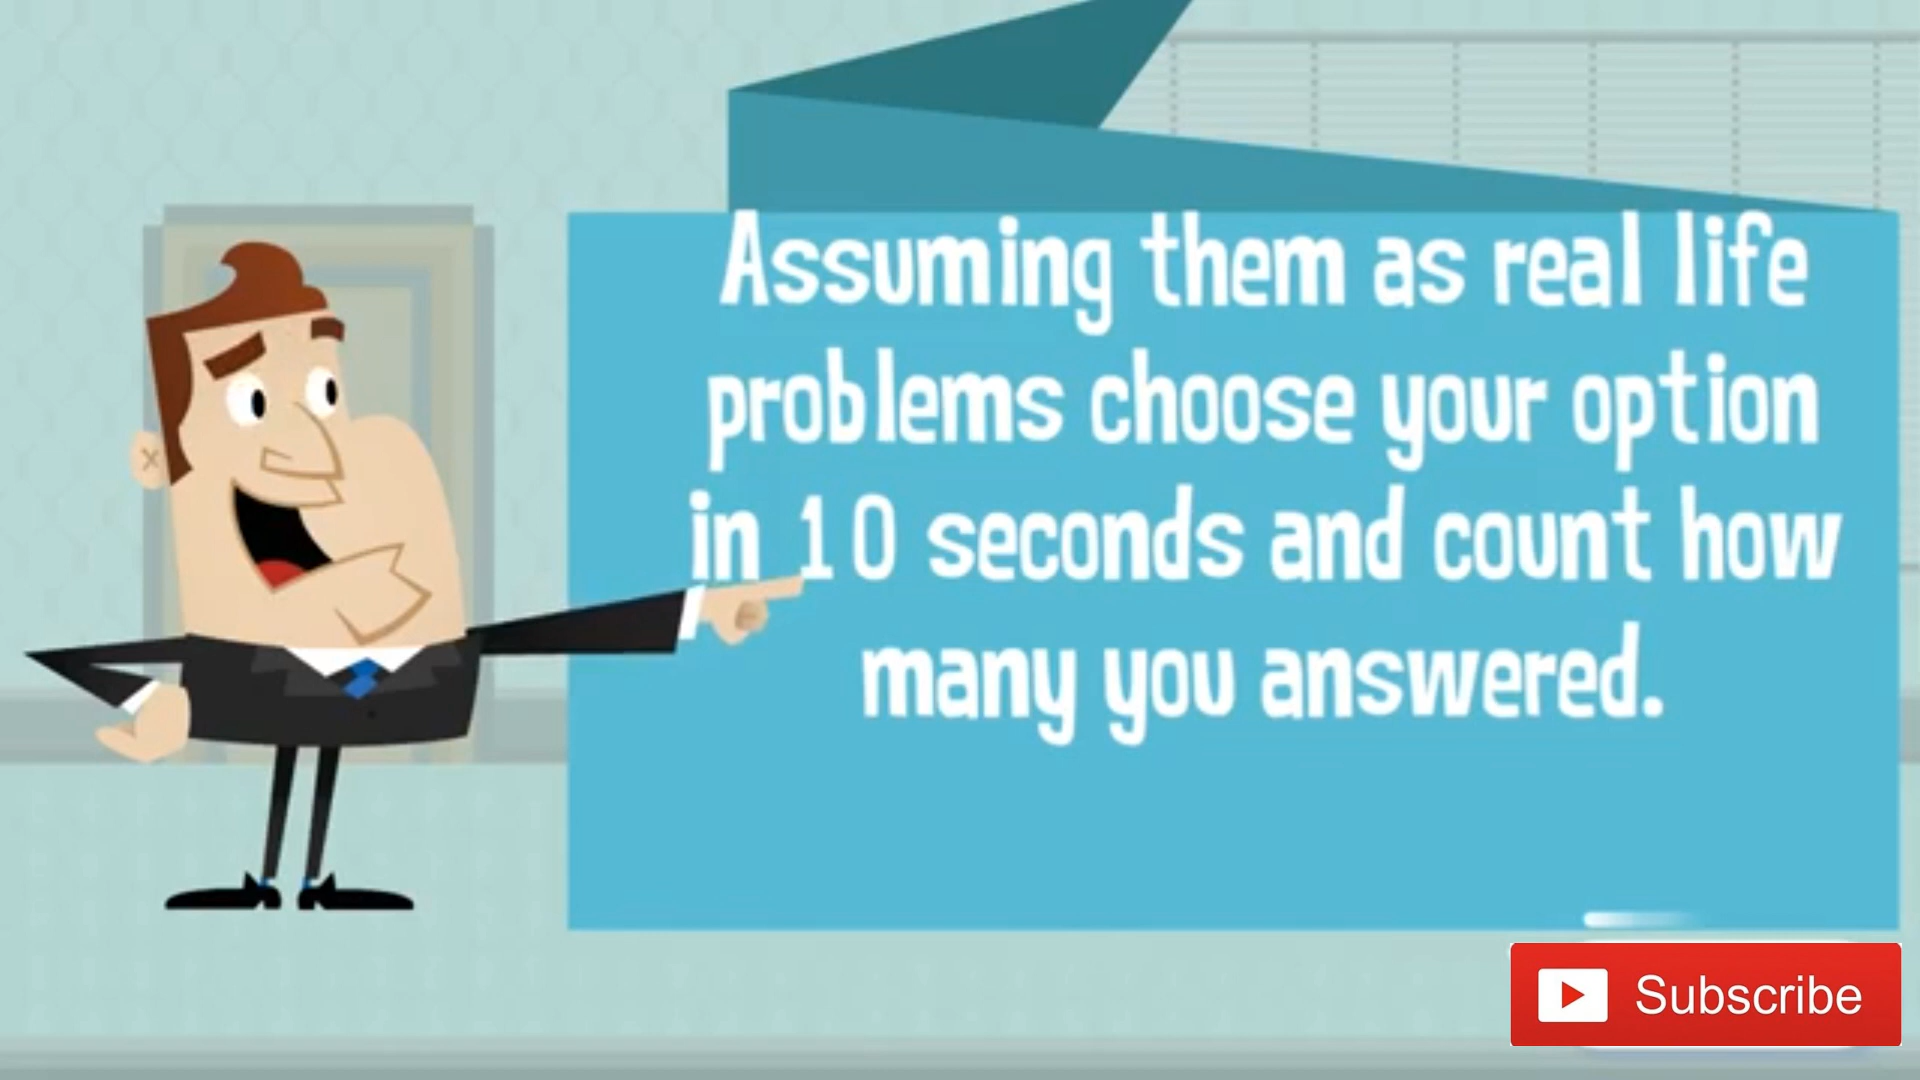 Assuming them as real life
problems choose your option
in 10 seconds and count how
many you answered.
Subscribe